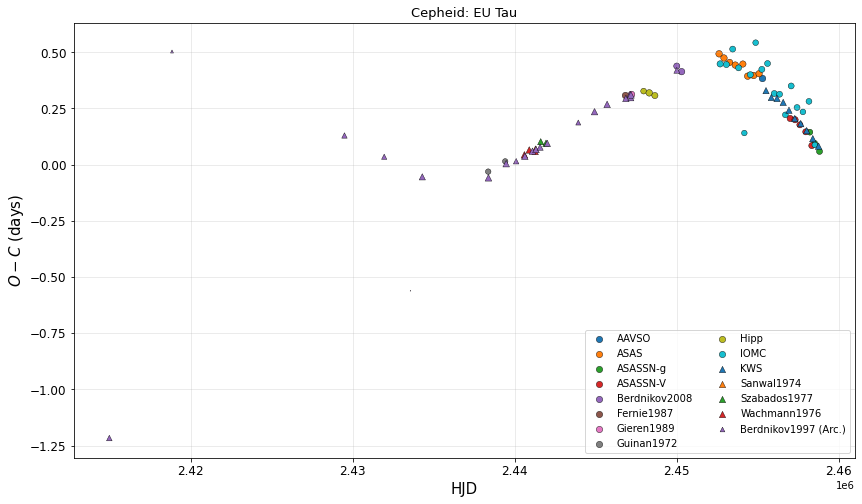 Cepheid: EU Tau
0.50
0.25
0.00
−0.25
−0.50
−0.75
−1.00
−1.25
O − C (days)
AAVSO
ASAS
ASASSN-g
ASASSN-V
Berdnikov2008
Fernie1987
Gieren1989
Guinan1972
Hipp
IOMC
KWS
Sanwal1974
Szabados1977
Wachmann1976
Berdnikov1997 (Arc.)
2.42 2.43 2.44 2.45 2.46
1e6
HJD